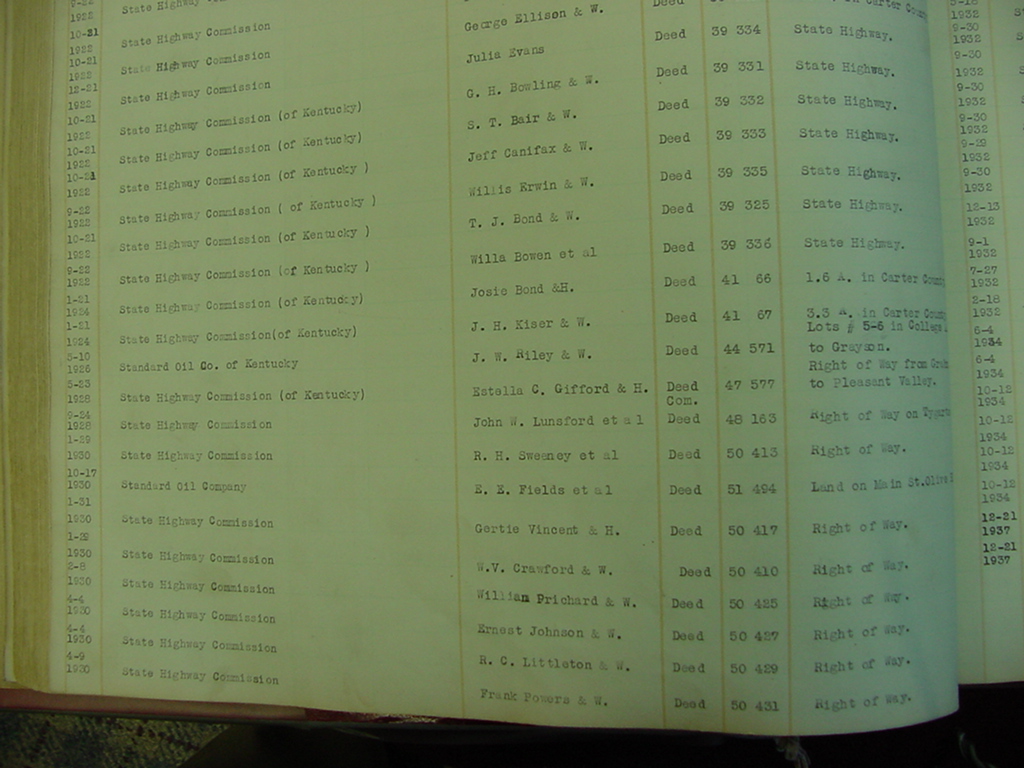 9-22
1922 State Highway Commission George Ellison & W. Deed
10-21
1922 State Highway Commission Julia Evans Deed 39 334 State Highway.
10-21
1922 State Highway Commission G. H. Bowling & W. Deed 39 331 State Highway.
12-21
1922 State Highway Commission (of Kentucky) S. T. Bair & W. Deed 39 332 State Highway.
10-21
1922 State Highway Commission (of Kentucky) Jeff Canifax & W. Deed 39 333 State Highway.
10-21
1922 State Highway Commission (of Kentucky ) Willis Erwin & W. Deed 39 335 State Highway.
10-21
1922 State Highway Commission ( of Kentucky ) T. J. Bond & W. Deed 39 325 State Highway.
9-22
1922 State Highway Commission (of Kentucky ) Willa Bowen et al Deed 39 336 State Highway.
10-21
1922 State Highway Commission (of Kentucky ) Josie Bond &H. Deed 41 66 1.6 A. in Carter County
9-22
1922 State Highway Commission (of Kentucky) J. H. Kiser & W. Deed 41 67 3.3 A. in Carter County
1-21
1924 State Highway Commission(of Kentucky) J. W. Riley & W. Deed 44 571 Lots # 5-6 in College
to Grayson.
1-21
1924 Standard Oil Co. of Kentucky Estella C. Gifford & H. Deed 47 577 Right of Way from
Com. to Pleasant Valley.
5-10
1926 State Highway Commission (of Kentucky) John W. Lunsford et al Deed 48 163 Right of Way on
5-23
1928 State Highway Commission R. H. Sweeney et al Deed 50 413 Right of Way.
9-24
1928 State Highway Commission E. E. Fields et al Deed 51 494 Land on Main St.Olive
1-29
1930 Standard Oil Company Gertie Vincent & H. Deed 50 417 Right of Way.
10-17
1930 State Highway Commission W.V. Crawford & W. Deed 50 410 Right of Way.
1-31
1930 State Highway Commission William Prichard & W. Deed 50 425 Right of Way.
1-29
1930 State Highway Commission Ernest Johnson & W. Deed 50 427 Right of Way.
2-8
1930 State Highway Commission R. C. Littleton & W. Deed 50 429 Right of Way.
4-4
1930 State Highway Commission Frank Powers & W. Deed 50 431 Right of Way.
4-4
1930
4-9
1930
1932
9-30
1932
9-30
1932
9-30
1932
9-30
1932
9-29
1932
9-30
1932
12-13
1932
9-1
1932
7-27
1932
2-18
1932
6-4
1934
6-4
1934
10-12
1934
10-12
1934
10-12
1934
10-12
1934
12-21
1937
12-21
1937